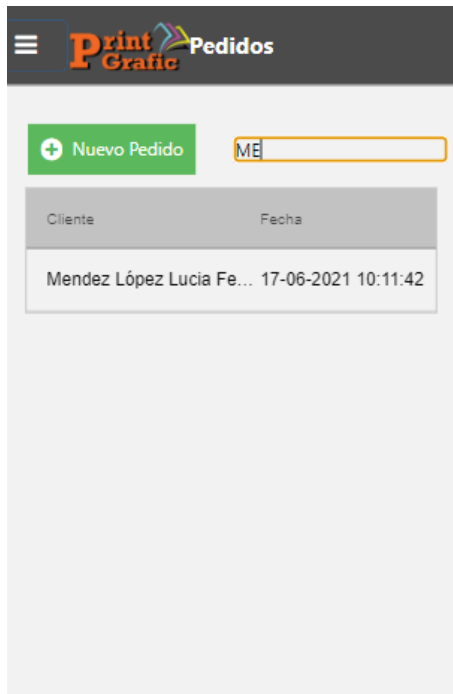 Print
Grafic
Pedidos
Nuevo Pedido
ME
Cliente Fecha
Mendez López Lucia Fe... 17-06-2021 10:11:42